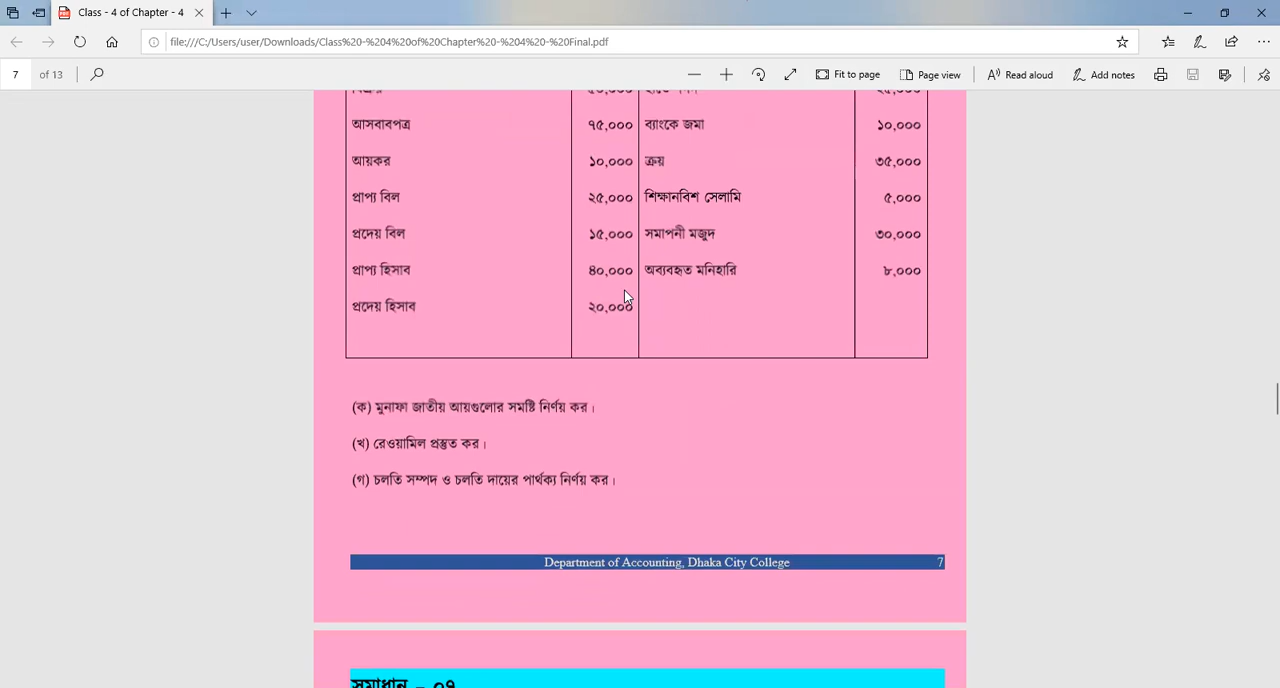 Class - 4 of Chapter - 4
file:///C:/Users/user/Downloads/Class%20-%204%20of%20Chapter%20-%204%20-%20Final.pdf
7 of 13 Fit to page Page view Read aloud Add notes
আসবাবপত্র ৭৫,০০০ ব্যাংকে জমা ১০,০০০
আয়কর ১০,০০০ ক্রয় ৩৫,০০০
প্রাপ্য বিল ২৫,০০০ শিক্ষানবিশ সেলামি ৫,০০০
প্রদেয় বিল ১৫,০০০ সমাপনী মজুদ ৩০,০০০
প্রাপ্য হিসাব ৪০,০০০ অব্যবহৃত মনিহারি ৮,০০০
প্রদেয় হিসাব ২০,০০০
(ক) মুনাফা জাতীয় আয়গুলোর সমষ্টি নির্ণয় কর।
(খ) রেওয়ামিল প্রস্তুত কর।
(গ) চলতি সম্পদ ও চলতি দায়ের পার্থক্য নির্ণয় কর।
Department of Accounting, Dhaka City College 7
সমাধান – ০৭